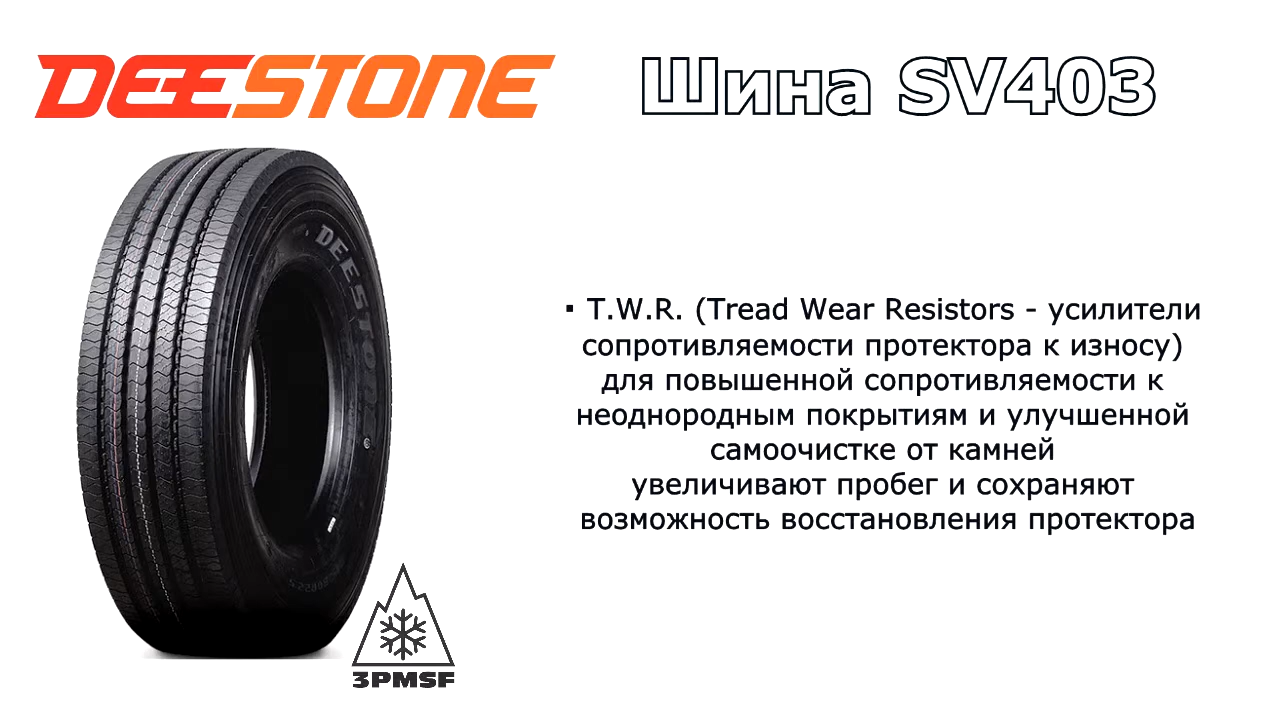 DEESTONE
Шина SV403
DEESTONE
▪ T.W.R. (Tread Wear Resistors - усилители
сопротивляемости протектора к износу)
для повышенной сопротивляемости к
неоднородным покрытиям и улучшенной
самоочистке от камней
увеличивают пробег и сохраняют
возможность восстановления протектора
3PMSF